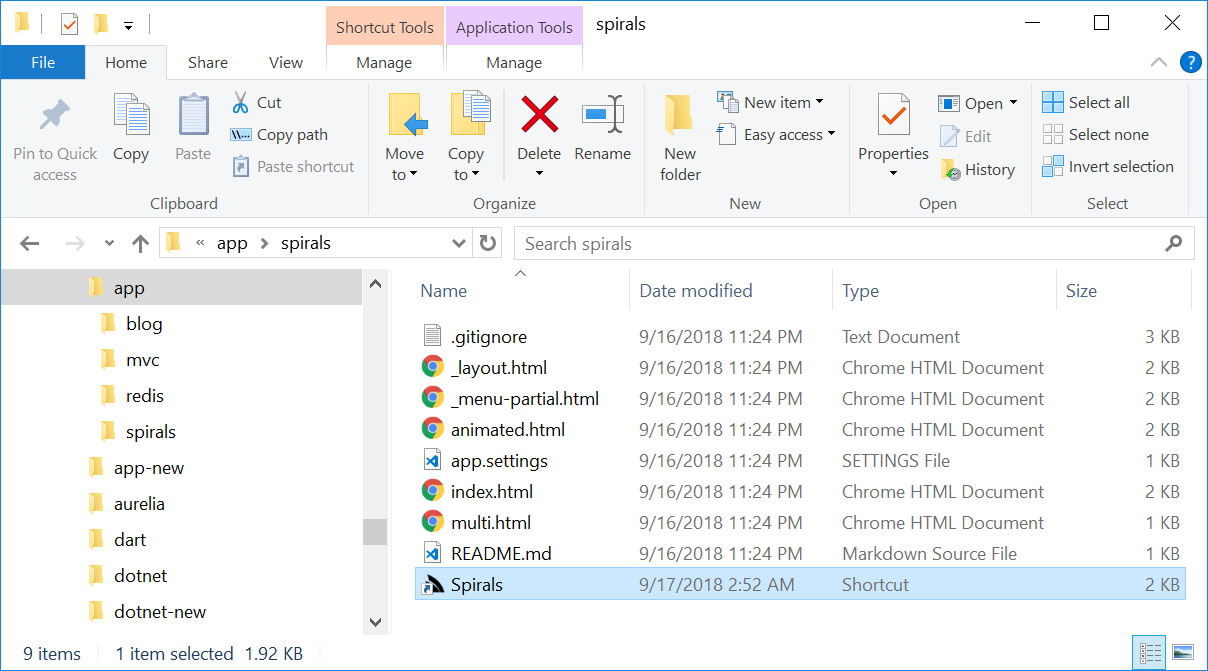 Shortcut Tools Application Tools spirals
File Home Share View Manage Manage ?
Pin to Quick access
Copy
Paste
Cut
W... Copy path
Paste shortcut
Clipboard
Move to
Copy to
Delete
Rename
Organize
New folder
New item
Easy access
New
Properties
Open
Edit
History
Open
Select all
Select none
Invert selection
Select
« app spirals
Search spirals
app
blog
mvc
redis
spirals
app-new
aurelia
dart
dotnet
dotnet-new
Name Date modified Type Size
.gitignore 9/16/2018 11:24 PM Text Document 3 KB
_layout.html 9/16/2018 11:24 PM Chrome HTML Document 2 KB
_menu-partial.html 9/16/2018 11:24 PM Chrome HTML Document 2 KB
animated.html 9/16/2018 11:24 PM Chrome HTML Document 2 KB
app.settings 9/16/2018 11:24 PM SETTINGS File 1 KB
index.html 9/16/2018 11:24 PM Chrome HTML Document 2 KB
multi.html 9/16/2018 11:24 PM Chrome HTML Document 1 KB
README.md 9/16/2018 11:24 PM Markdown Source File 1 KB
Spirals 9/17/2018 2:52 AM Shortcut 2 KB
9 items 1 item selected 1.92 KB